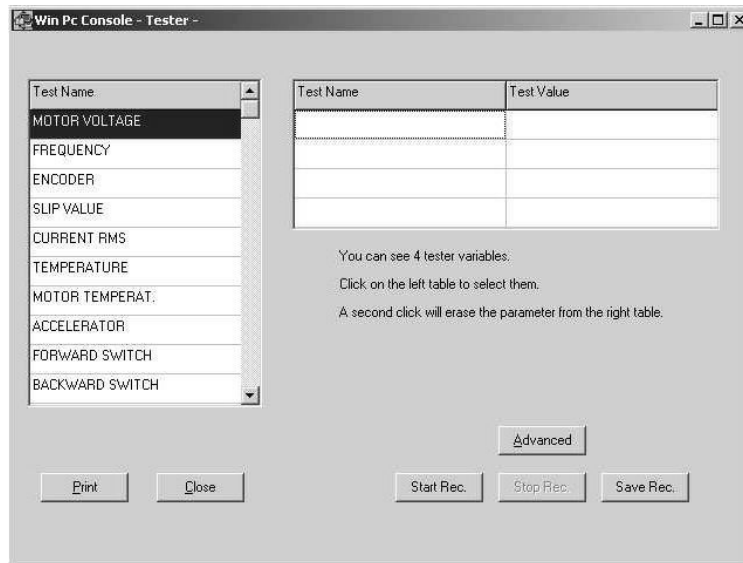 Win Pc Console - Tester -
Test Name
MOTOR VOLTAGE
FREQUENCY
ENCODER
SLIP VALUE
CURRENT RMS
TEMPERATURE
MOTOR TEMPERAT.
ACCELERATOR
FORWARD SWITCH
BACKWARD SWITCH
Test Name Test Value
You can see 4 tester variables.
Click on the left table to select them.
A second click will erase the parameter from the right table.
Advanced
Print Close Start Rec. Stop Rec. Save Rec.